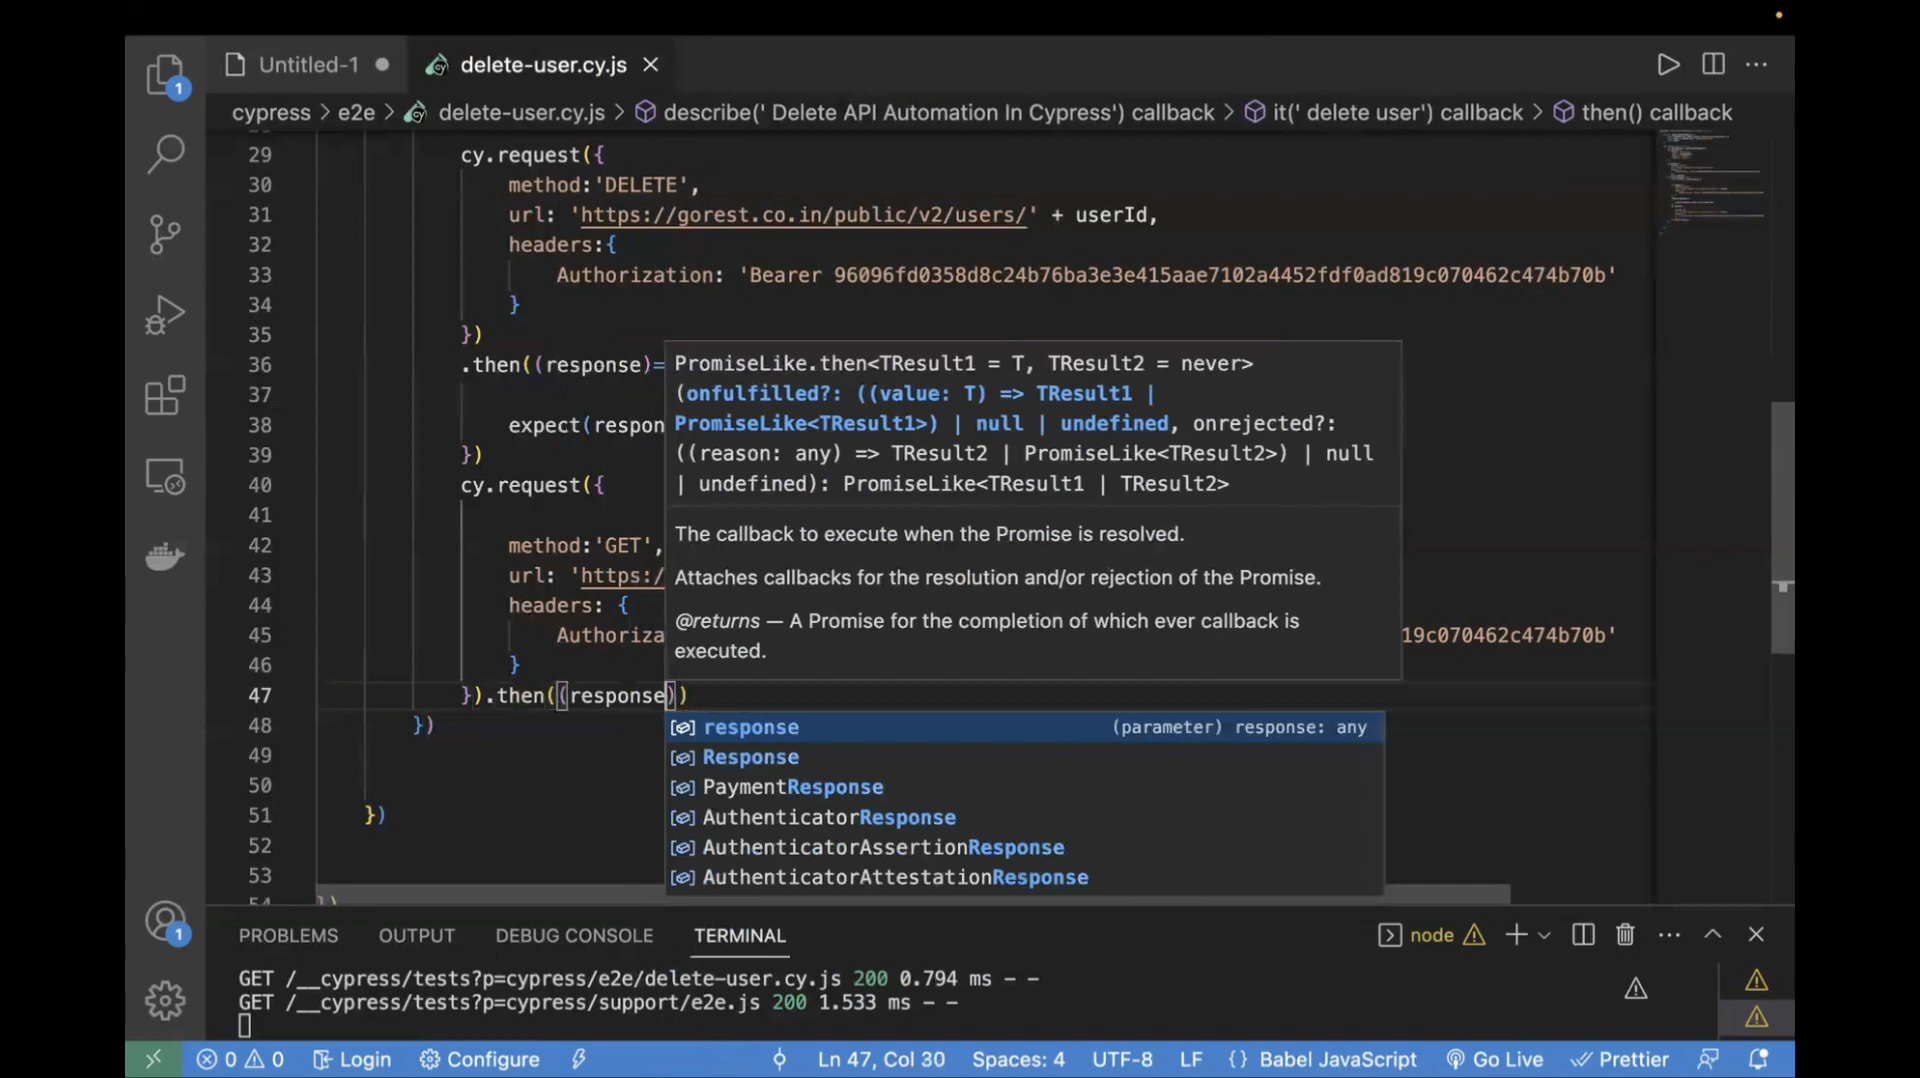 Untitled-1
delete-user.cy.js
cypress > e2e > delete-user.cy.js > describe(' Delete API Automation In Cypress') callback > it(' delete user') callback > then() callback
29 cy.request({
30 method:'DELETE',
31 url: 'https://gorest.co.in/public/v2/users/' + userId,
32 headers:{
33 Authorization: 'Bearer 96096fd0358d8c24b76ba3e3e415aae7102a4452fdf0ad819c070462c474b70b'
34 }
35 })
36 .then((response)=
37
38 expect(respon
39 })
40 cy.request({
41
42 method:'GET',
43 url: 'https:/
44 headers: {
45 Authoriza 19c070462c474b70b'
46 }
47 }).then((response))
48 })
49
50
51 })
52
53
54 })
PromiseLike.then<TResult1 = T, TResult2 = never>
(onfulfilled?: ((value: T) => TResult1 |
PromiseLike<TResult1>) | null | undefined, onrejected?:
((reason: any) => TResult2 | PromiseLike<TResult2>) | null
| undefined): PromiseLike<TResult1 | TResult2>
The callback to execute when the Promise is resolved.
Attaches callbacks for the resolution and/or rejection of the Promise.
@returns — A Promise for the completion of which ever callback is
executed.
response (parameter) response: any
Response
PaymentResponse
AuthenticatorResponse
AuthenticatorAssertionResponse
AuthenticatorAttestationResponse
1
1
PROBLEMS OUTPUT DEBUG CONSOLE TERMINAL node
GET /__cypress/tests?p=cypress/e2e/delete-user.cy.js 200 0.794 ms - -
GET /__cypress/tests?p=cypress/support/e2e.js 200 1.533 ms - -
0 0 Login Configure Ln 47, Col 30 Spaces: 4 UTF-8 LF {} Babel JavaScript Go Live Prettier